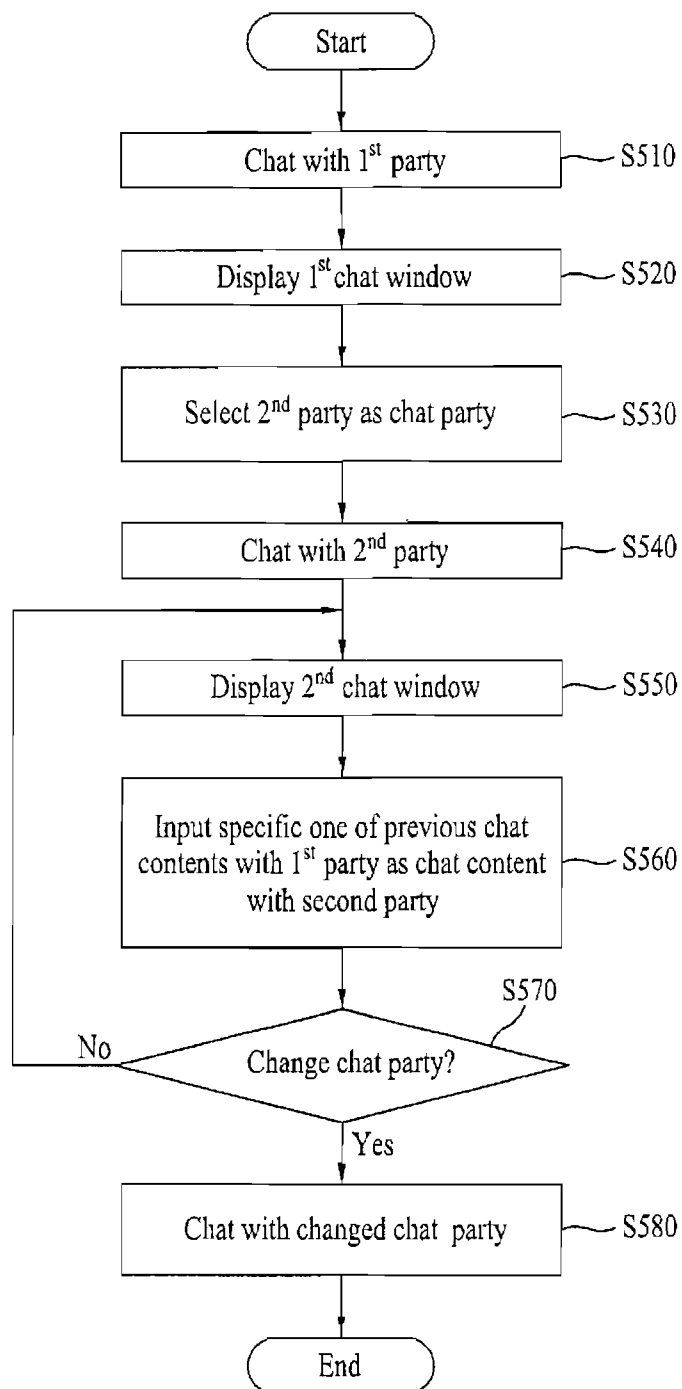 Start
Chat with 1st party
S510
Display 1st chat window
S520
Select 2nd party as chat party
S530
Chat with 2nd party
S540
Display 2nd chat window
S550
Input specific one of previous chat
contents with 1st party as chat content
with second party
S560
S570
Change chat party?
No
Yes
Chat with changed chat party
S580
End